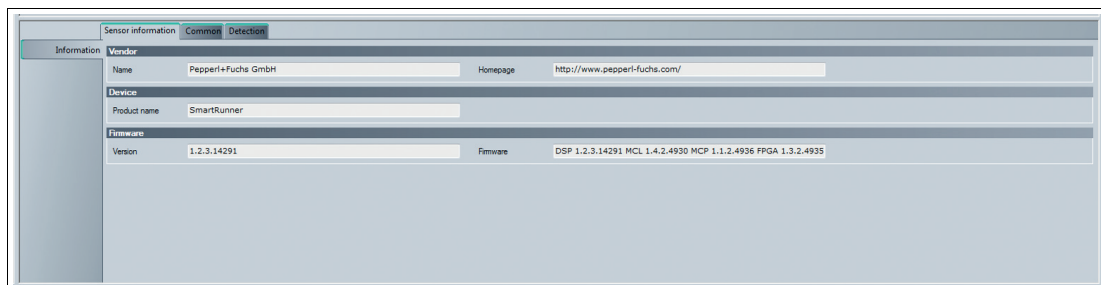 Sensor information Common Detection
Information Vendor
Name Pepperl+Fuchs GmbH Homepage http://www.pepperl-fuchs.com/
Device
Product name SmartRunner
Firmware
Version 1.2.3.14291 Firmware DSP 1.2.3.14291 MCL 1.4.2.4930 MCP 1.1.2.4936 FPGA 1.3.2.4935